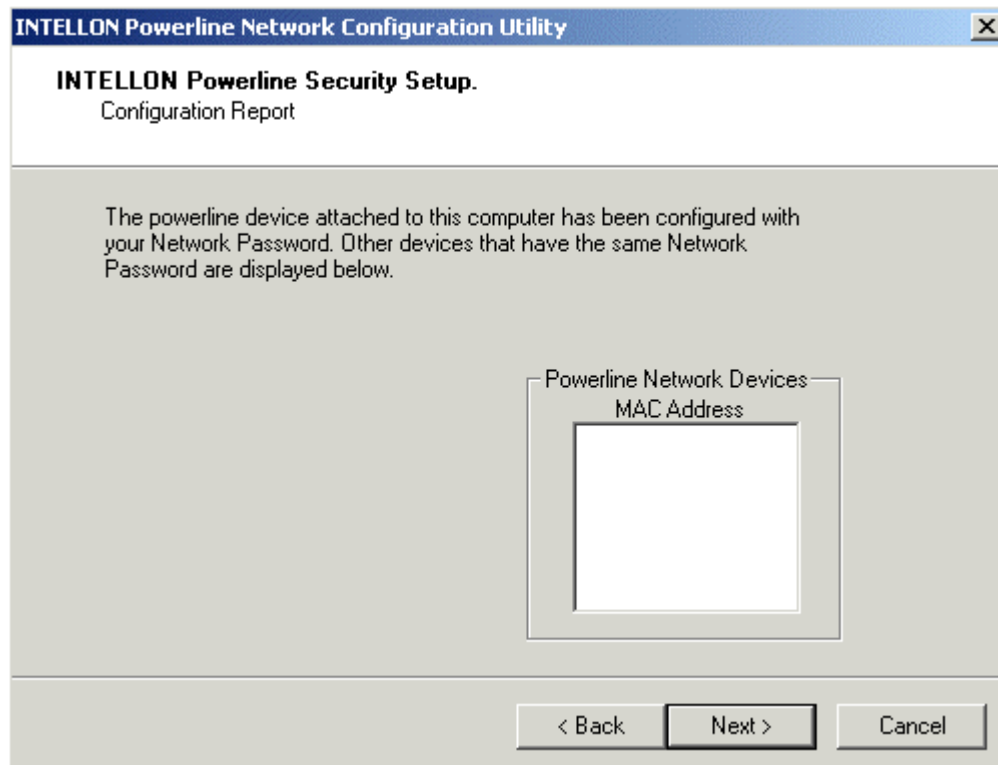 INTELLON Powerline Network Configuration Utility
INTELLON Powerline Security Setup.
Configuration Report
The powerline device attached to this computer has been configured with
your Network Password. Other devices that have the same Network
Password are displayed below.
Powerline Network Devices
MAC Address
< Back
Next >
Cancel